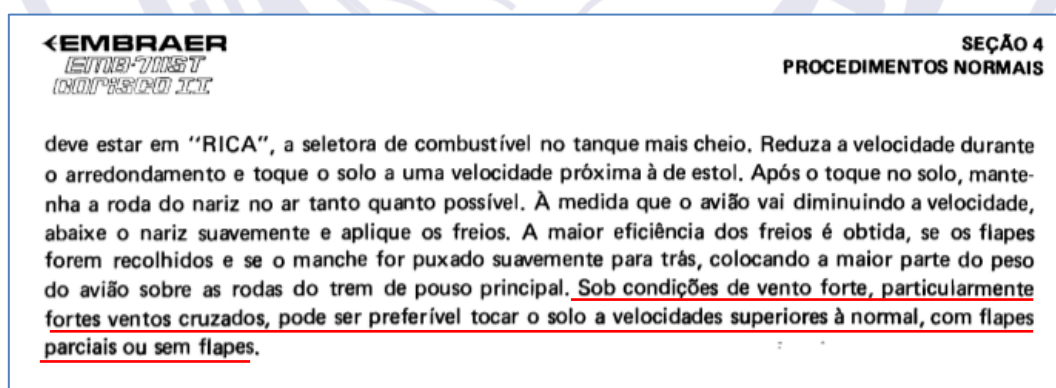 EMBRAER
EMB-711ST
CORISCO II
SEÇÃO 4
PROCEDIMENTOS NORMAIS
deve estar em "RICA", a seletora de combustível no tanque mais cheio. Reduza a velocidade durante
o arredondamento e toque o solo a uma velocidade próxima à de estol. Após o toque no solo, mante-
nha a roda do nariz no ar tanto quanto possível. À medida que o avião vai diminuindo a velocidade,
abaixe o nariz suavemente e aplique os freios. A maior eficiência dos freios é obtida, se os flapes
forem recolhidos e se o manche for puxado suavemente para trás, colocando a maior parte do peso
do avião sobre as rodas do trem de pouso principal. Sob condições de vento forte, particularmente
fortes ventos cruzados, pode ser preferível tocar o solo a velocidades superiores à normal, com flapes
parciais ou sem flapes.